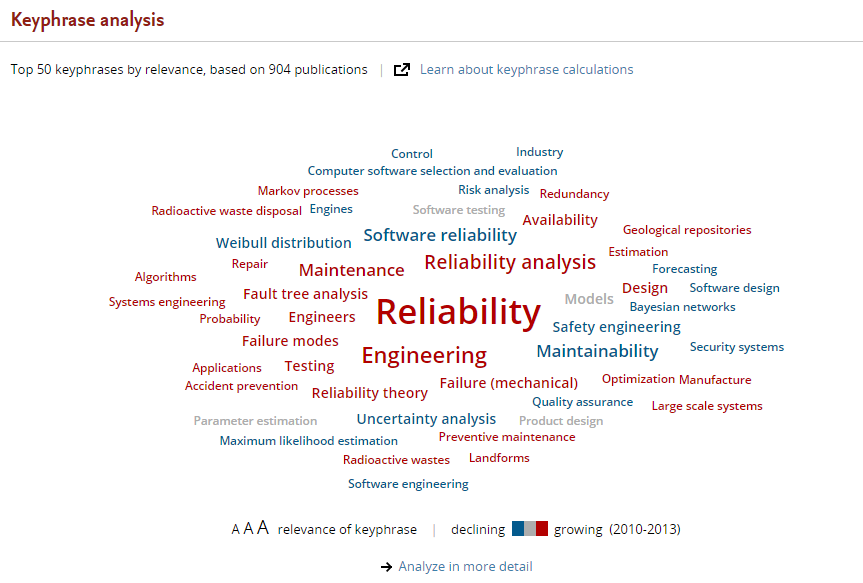 Keyphrase analysis
Top 50 keyphrases by relevance, based on 904 publications | Learn about keyphrase calculations
Control
Industry
Computer software selection and evaluation
Markov processes
Risk analysis
Redundancy
Radioactive waste disposal
Engines
Software testing
Availability
Geological repositories
Weibull distribution
Software reliability
Estimation
Repair
Maintenance
Reliability analysis
Forecasting
Algorithms
Fault tree analysis
Models
Design
Software design
Systems engineering
Reliability
Bayesian networks
Probability
Engineers
Safety engineering
Failure modes
Engineering
Maintainability
Security systems
Applications
Testing
Accident prevention
Reliability theory
Failure (mechanical)
Optimization
Manufacture
Quality assurance
Large scale systems
Parameter estimation
Uncertainty analysis
Product design
Maximum likelihood estimation
Preventive maintenance
Radioactive wastes
Landforms
Software engineering
A A A relevance of keyphrase | declining growing (2010-2013)
Analyze in more detail